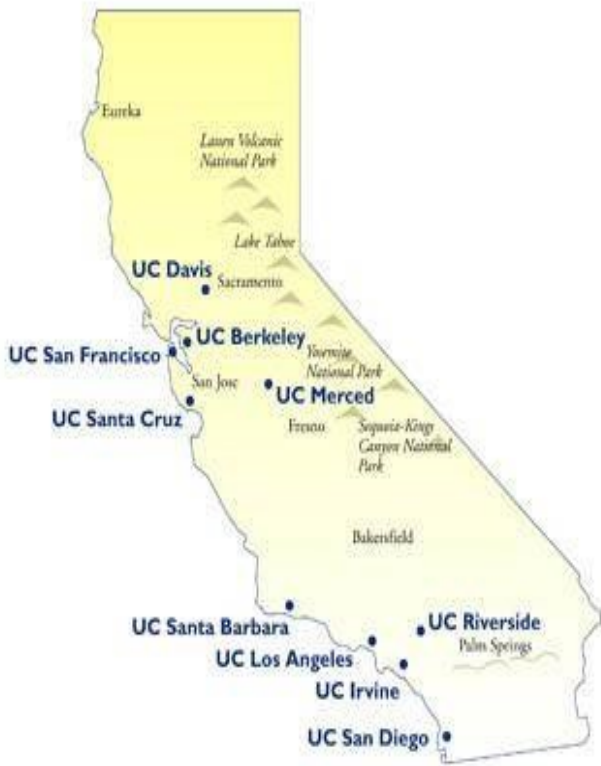 Eureka
Lassen Volcanic
National Park
Lake Tahoe
UC Davis
Sacramento
UC Berkeley
UC San Francisco
Yosemite
National Park
San Jose
UC Merced
UC Santa Cruz
Fresno
Sequoia-Kings
Canyon National
Park
Bakersfield
UC Santa Barbara
UC Riverside
Palm Springs
UC Los Angeles
UC Irvine
UC San Diego